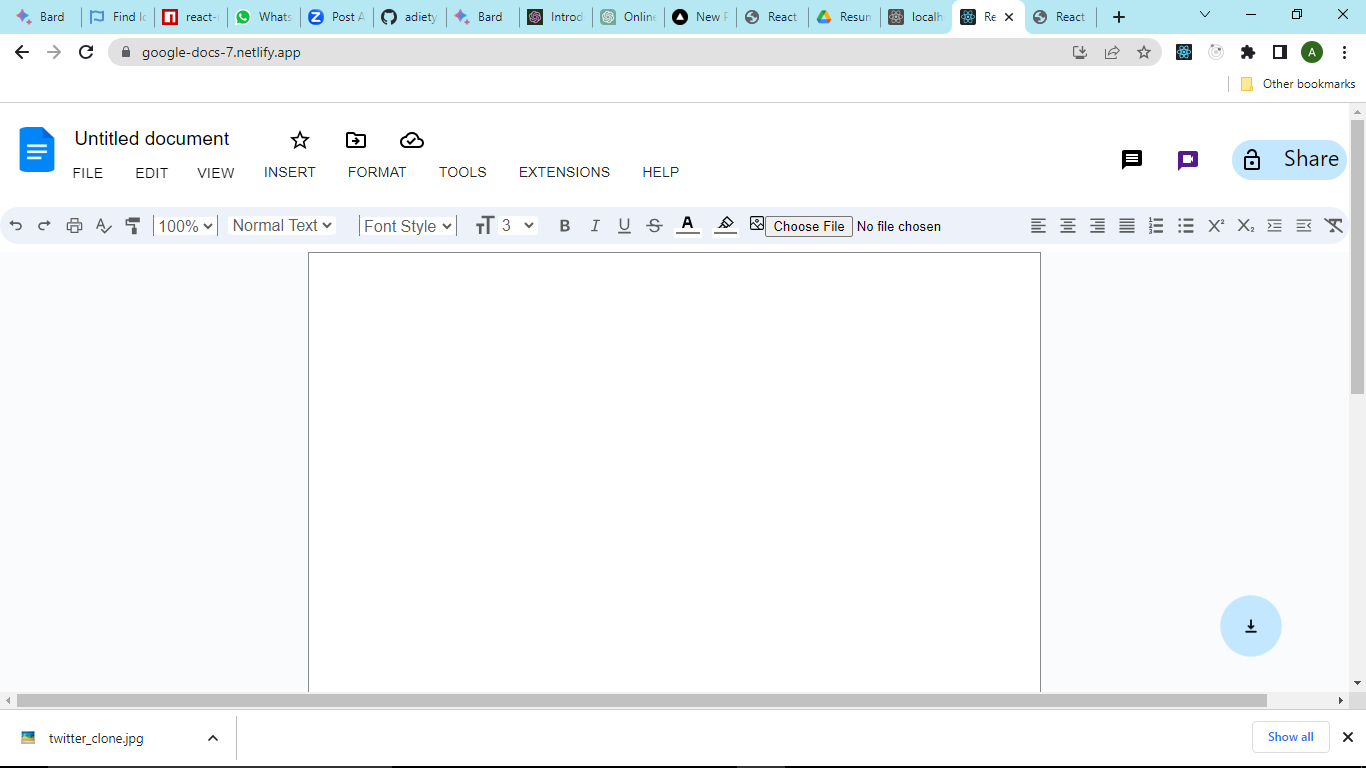 Bard Find Ic react- Whats Post A adiety Bard Introd Online New P React Resun localh Re React
google-docs-7.netlify.app A
Other bookmarks
Untitled document
FILE EDIT VIEW INSERT FORMAT TOOLS EXTENSIONS HELP
Share
100% Normal Text Font Style 3 B I U S A Choose File No file chosen
twitter_clone.jpg Show all